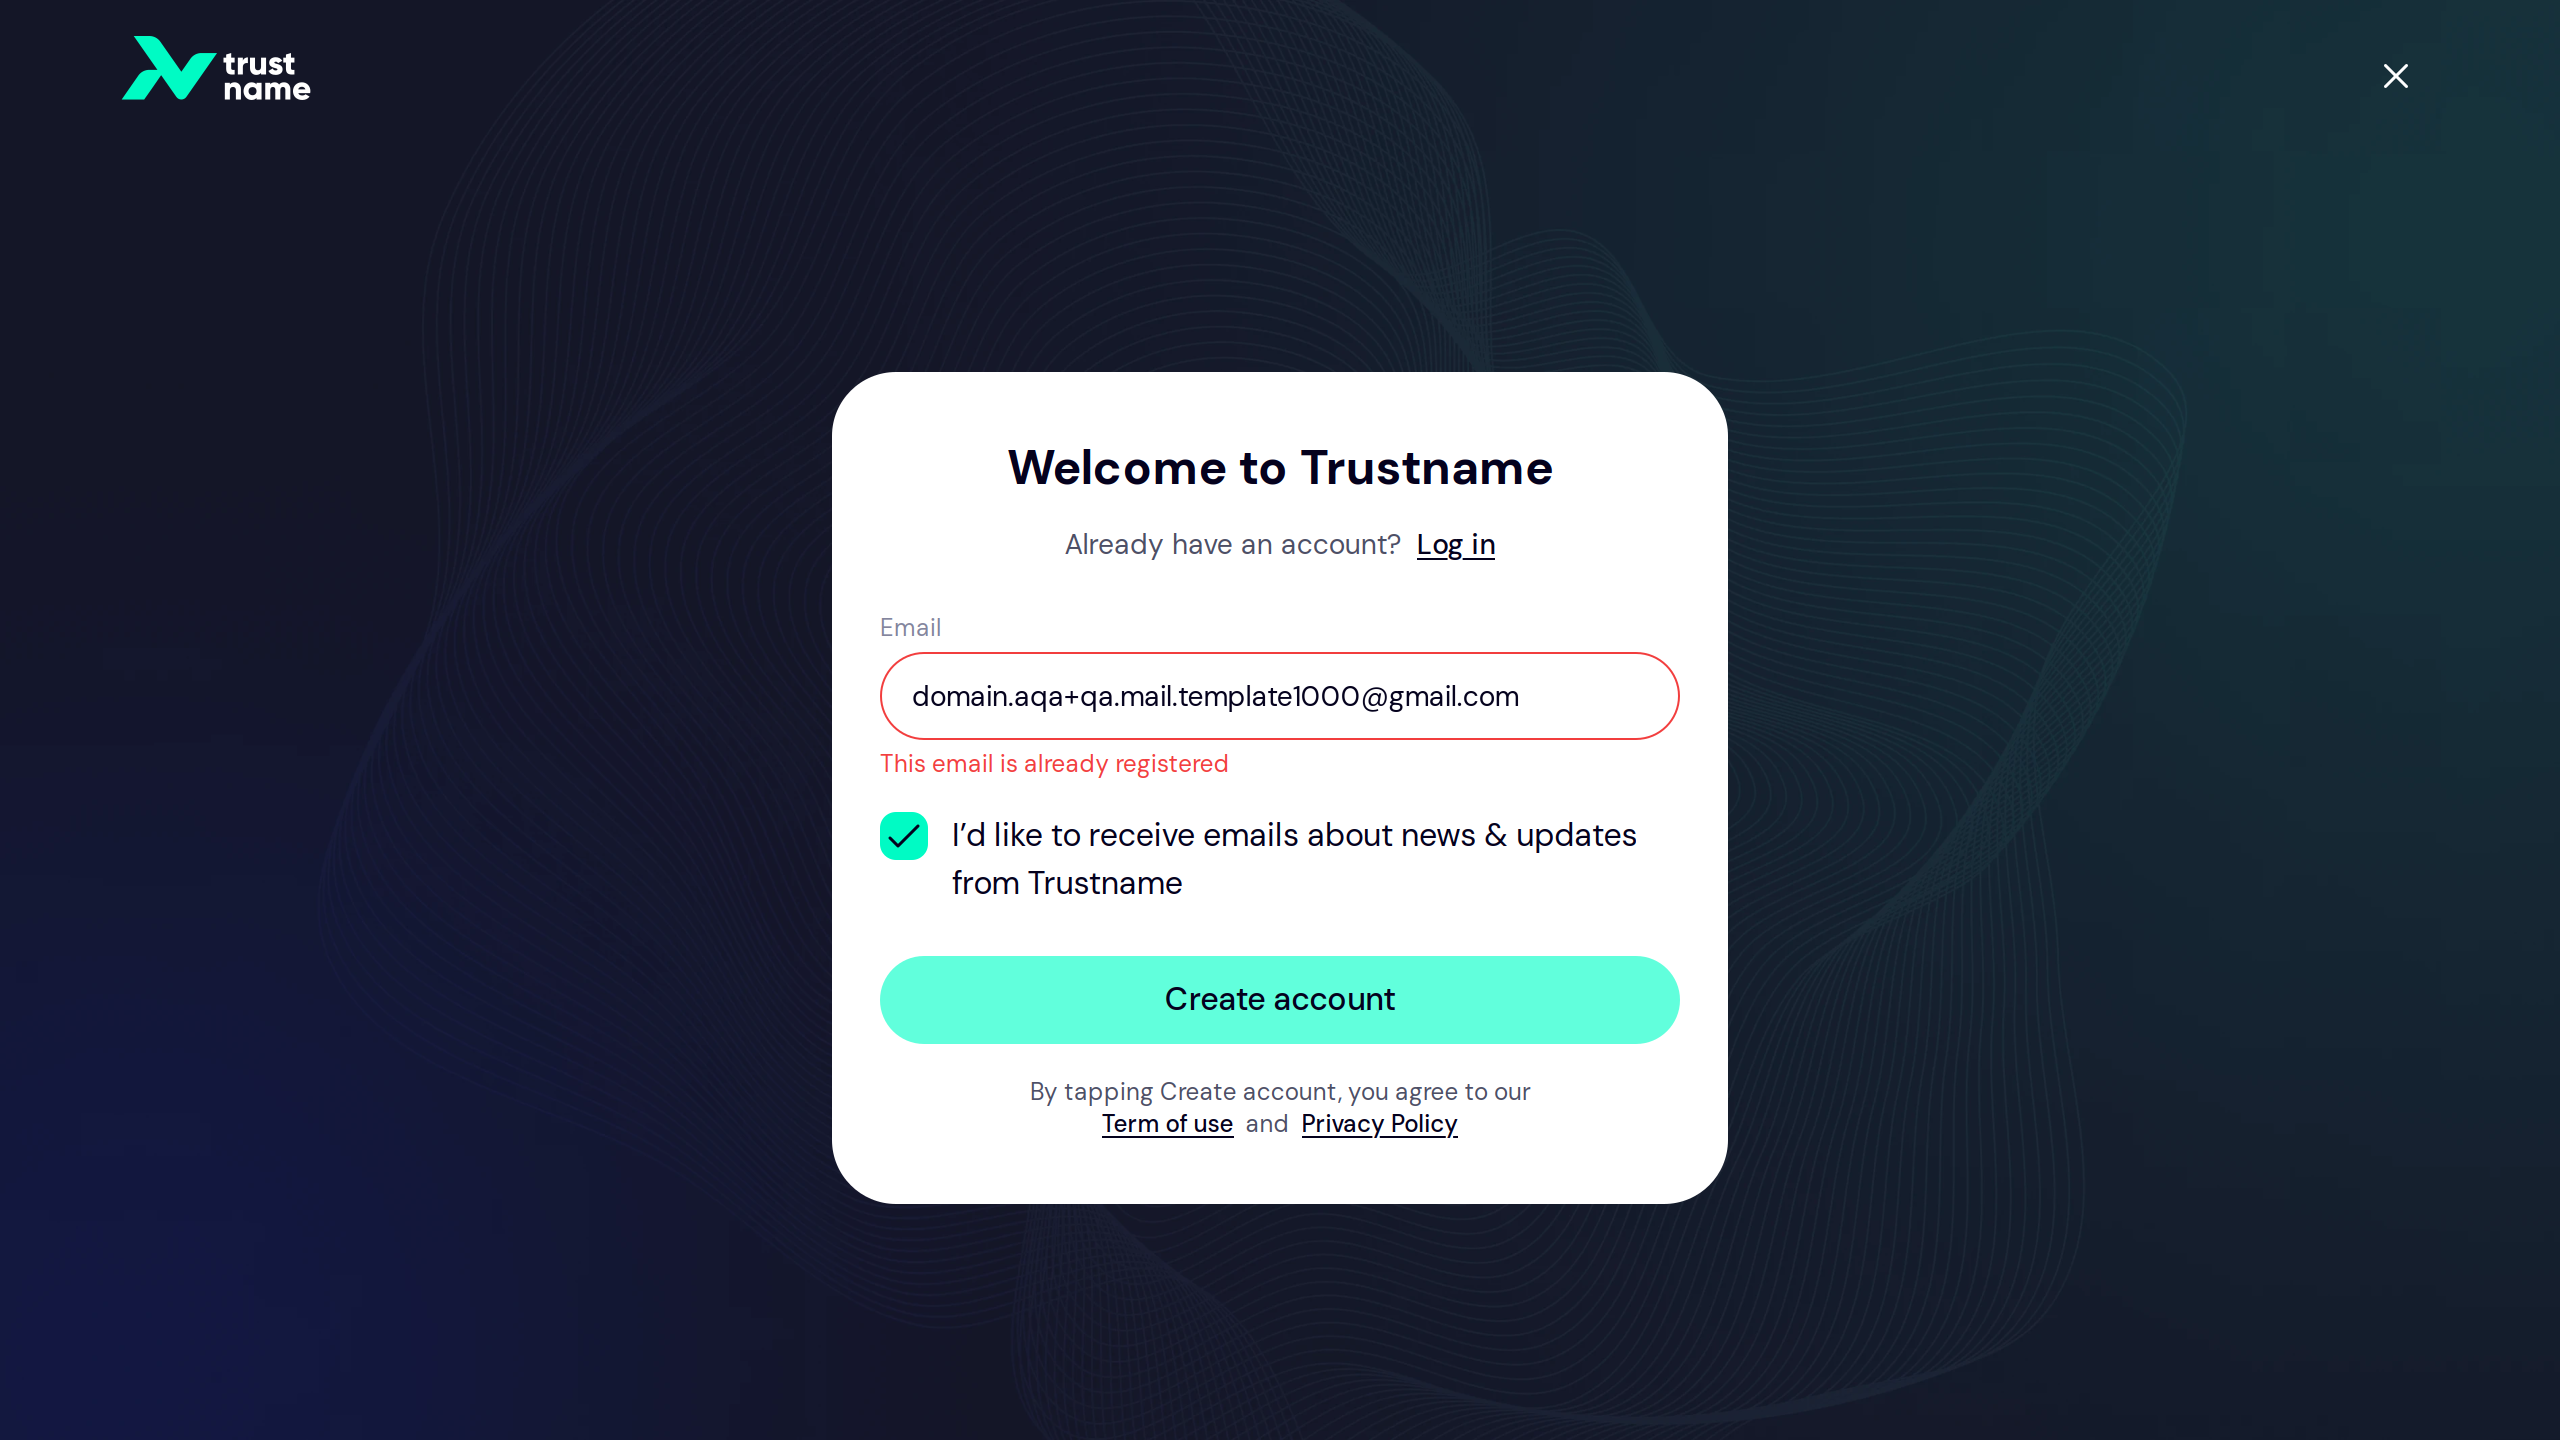 trust
name
Welcome to Trustname
Already have an account? Log in
Email
domain.aqa+qa.mail.template1000@gmail.com
This email is already registered
I’d like to receive emails about news & updates
from Trustname
Create account
By tapping Create account, you agree to our
Term of use and Privacy Policy